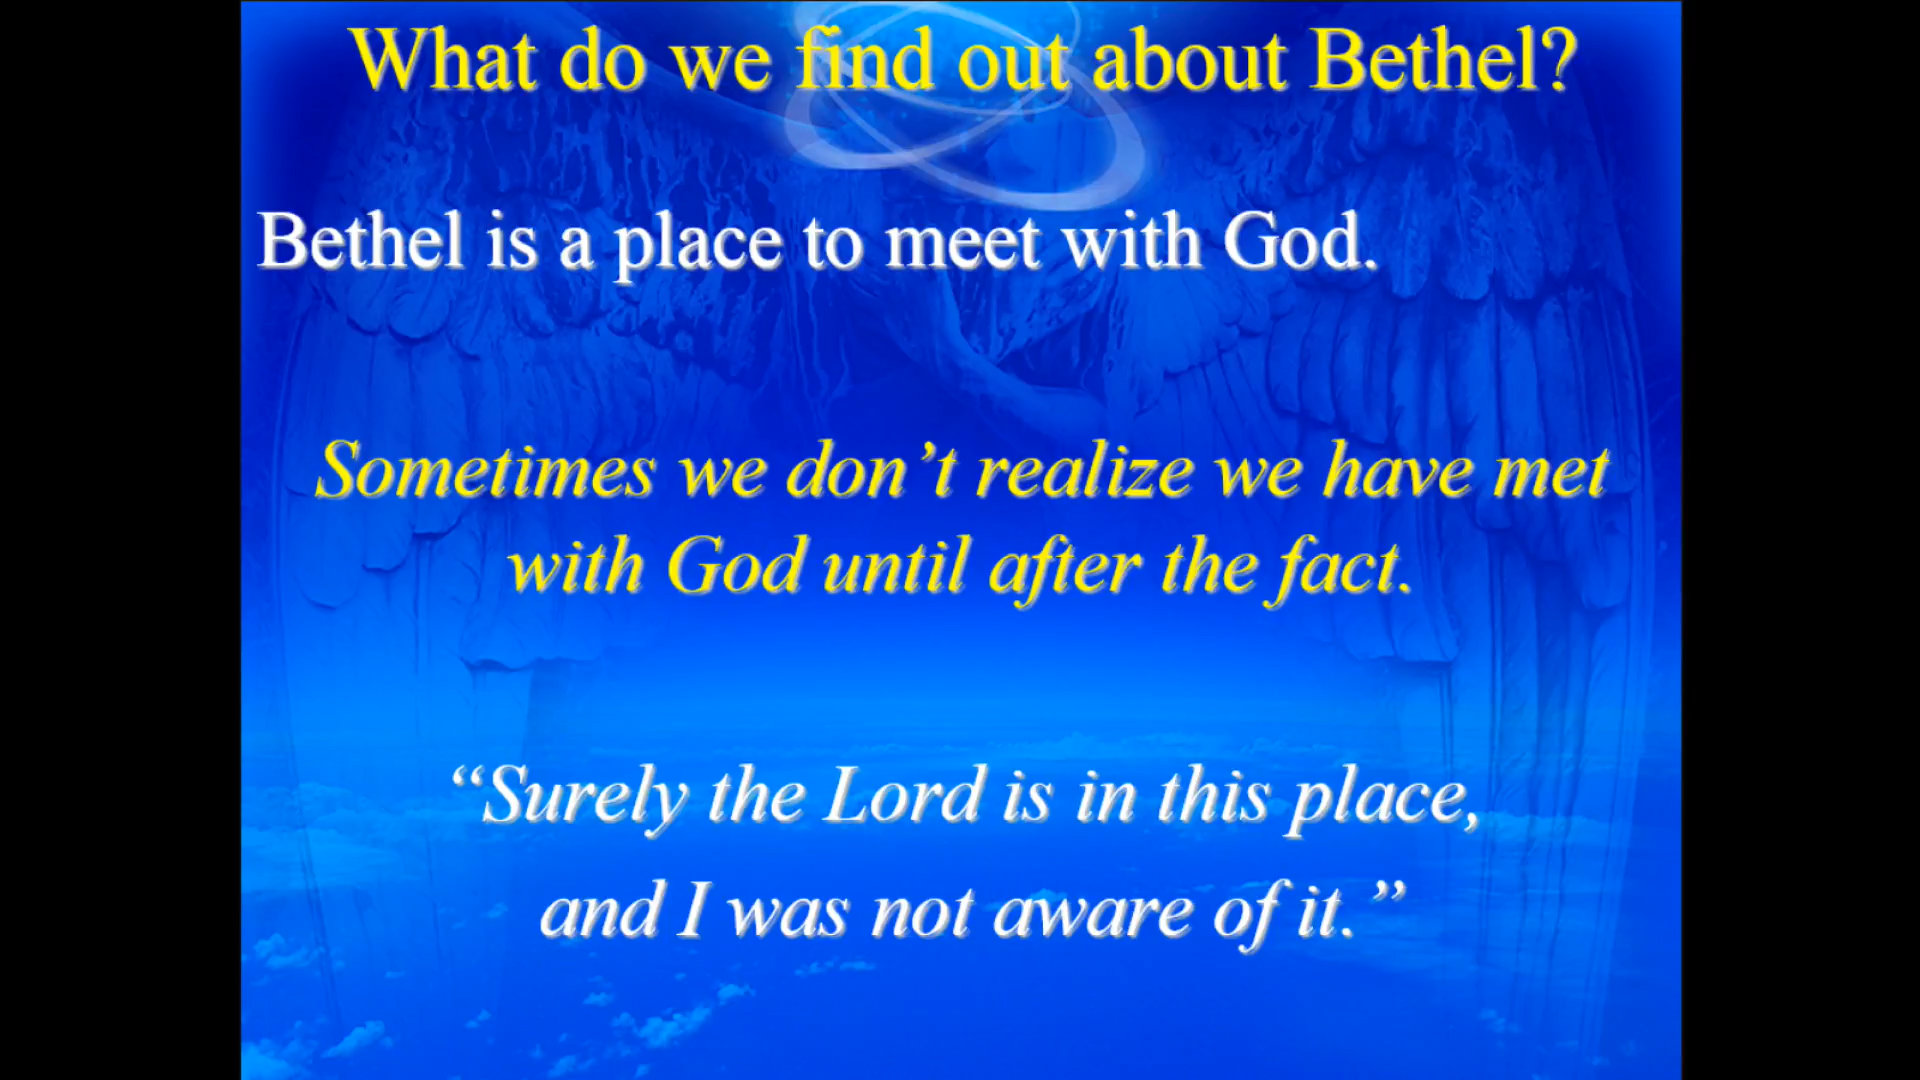 What do we find out about Bethel?
Bethel is a place to meet with God.
Sometimes we don’t realize we have met
with God until after the fact.
“Surely the Lord is in this place,
and I was not aware of it.”